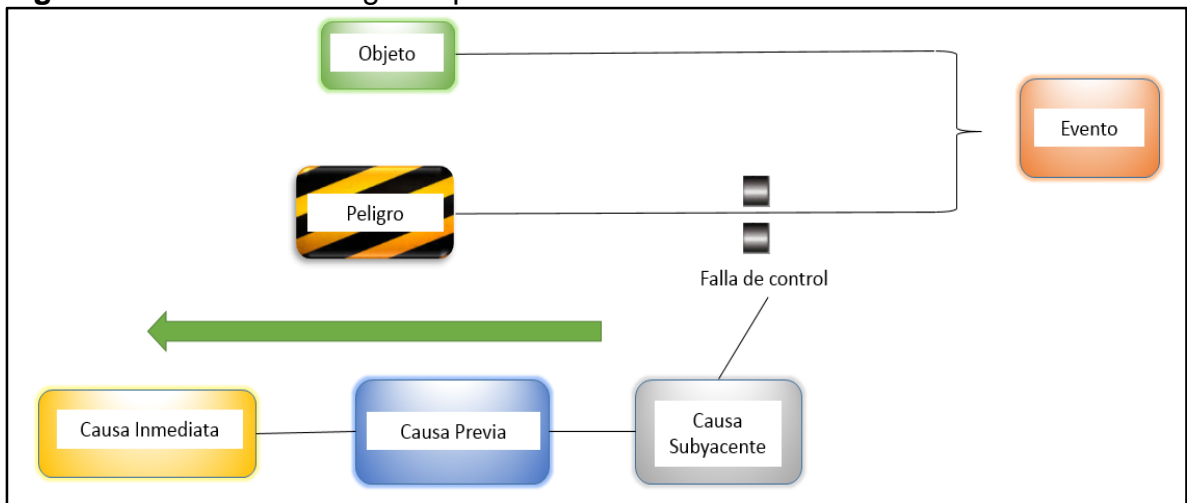 Objeto
Evento
Peligro
Falla de control
Causa Inmediata
Causa Previa
Causa
Subyacente